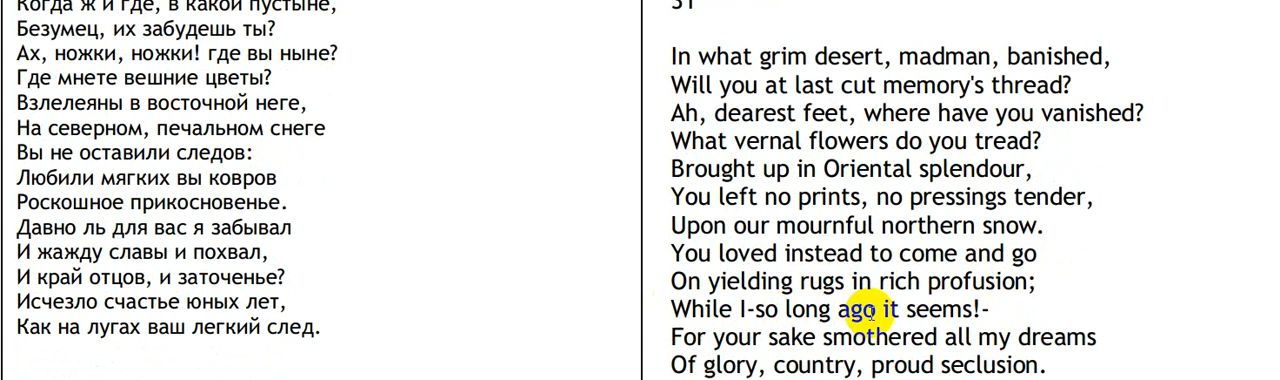 Когда ж и где, в какой пустыне,
Безумец, их забудешь ты?
Ах, ножки, ножки! где вы ныне?
Где мнете вешние цветы?
Взлелеяны в восточной неге,
На северном, печальном снеге
Вы не оставили следов:
Любили мягких вы ковров
Роскошное прикосновенье.
Давно ль для вас я забывал
И жажду славы и похвал,
И край отцов, и заточенье?
Исчезло счастье юных лет,
Как на лугах ваш легкий след.
31
In what grim desert, madman, banished,
Will you at last cut memory's thread?
Ah, dearest feet, where have you vanished?
What vernal flowers do you tread?
Brought up in Oriental splendour,
You left no prints, no pressings tender,
Upon our mournful northern snow.
You loved instead to come and go
On yielding rugs in rich profusion;
While I-so long ago it seems!-
For your sake smothered all my dreams
Of glory, country, proud seclusion.